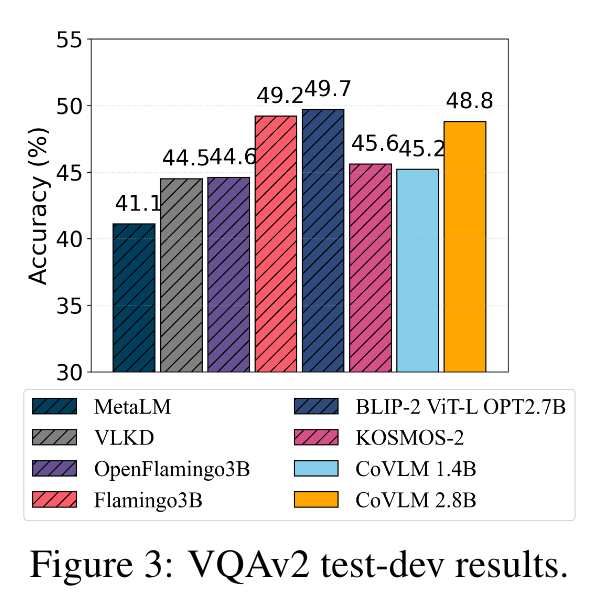 55
50
45
40
35
30
Accuracy (%)
41.1
44.5
44.6
49.2
49.7
45.6
45.2
48.8
MetaLM
VLKD
OpenFlamingo3B
Flamingo3B
BLIP-2 ViT-L OPT2.7B
KOSMOS-2
CoVLM 1.4B
CoVLM 2.8B
Figure 3: VQAv2 test-dev results.